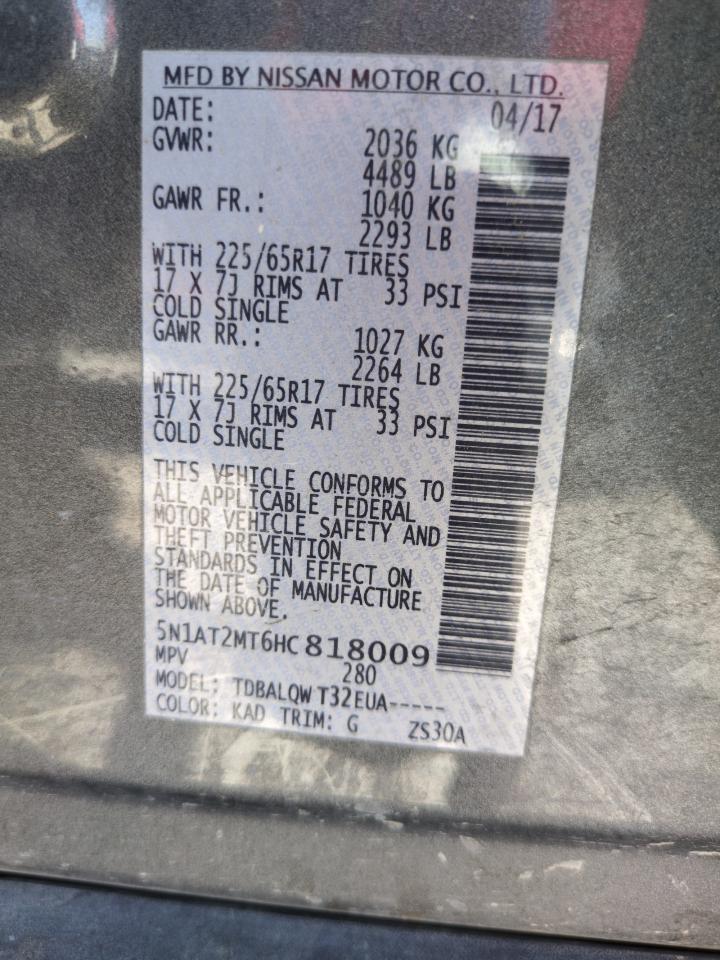 MFD BY NISSAN MOTOR CO., LTD.
DATE: 04/17
GVWR: 2036 KG
4489 LB
GAWR FR.: 1040 KG
2293 LB
WITH 225/65R17 TIRES
17 X 7J RIMS AT 33 PSI
COLD SINGLE
GAWR RR.: 1027 KG
2264 LB
WITH 225/65R17 TIRES
17 X 7J RIMS AT 33 PSI
COLD SINGLE
THIS VEHICLE CONFORMS TO
ALL APPLICABLE FEDERAL
MOTOR VEHICLE SAFETY AND
THEFT PREVENTION
STANDARDS IN EFFECT ON
THE DATE OF MANUFACTURE
SHOWN ABOVE.
5N1AT2MT6HC818009
MPV 280
MODEL: TDBALQW T32EUA-----
COLOR: KAD TRIM: G ZS30A